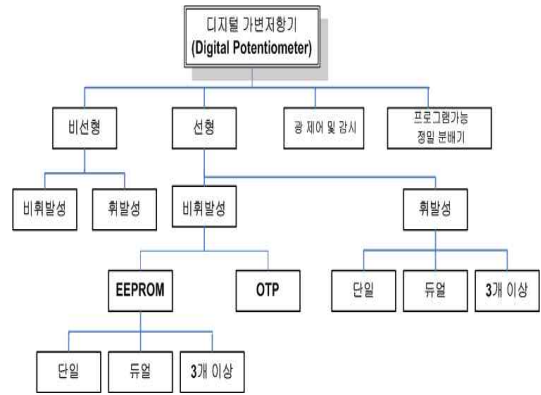 디지털 가변저항기
(Digital Potentiometer)
비선형
선형
광 제어 및 감시
프로그램가능
정밀 분배기
비휘발성
휘발성
비휘발성
휘발성
EEPROM
OTP
단일
듀얼
3개 이상
단일
듀얼
3개 이상